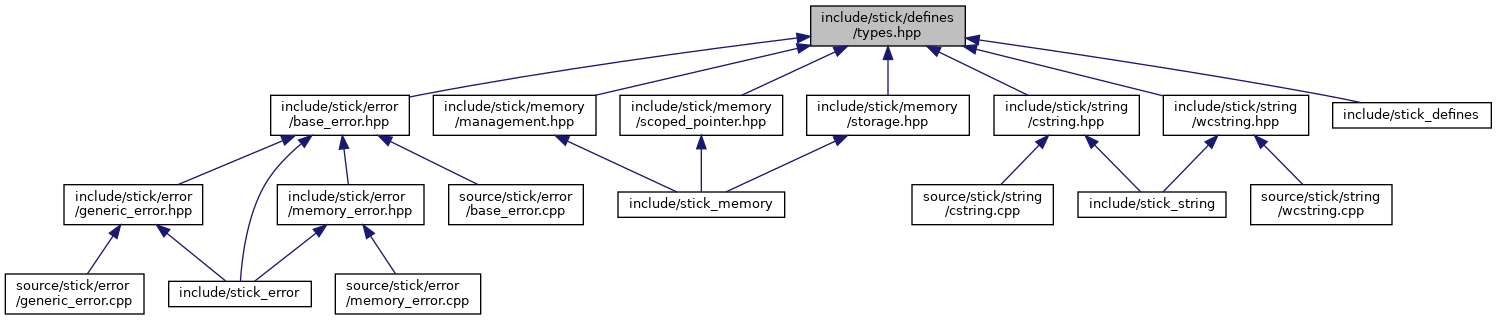 include/stick/defines
/types.hpp
include/stick/error
/base_error.hpp
include/stick/memory
/management.hpp
include/stick/memory
/scoped_pointer.hpp
include/stick/memory
/storage.hpp
include/stick/string
/cstring.hpp
include/stick/string
/wcstring.hpp
include/stick_defines
include/stick/error
/generic_error.hpp
include/stick/error
/memory_error.hpp
source/stick/error
/base_error.cpp
include/stick_memory
source/stick/string
/cstring.cpp
include/stick_string
source/stick/string
/wcstring.cpp
source/stick/error
/generic_error.cpp
include/stick_error
source/stick/error
/memory_error.cpp